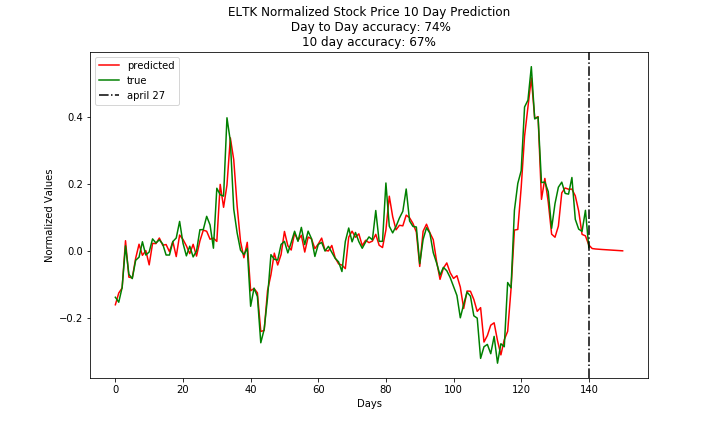 ELTK Normalized Stock Price 10 Day Prediction
Day to Day accuracy: 74%
10 day accuracy: 67%
predicted
true
april 27
0.4
0.2
0.0
−0.2
Normalized Values
0
20
40
60
80
100
120
140
Days